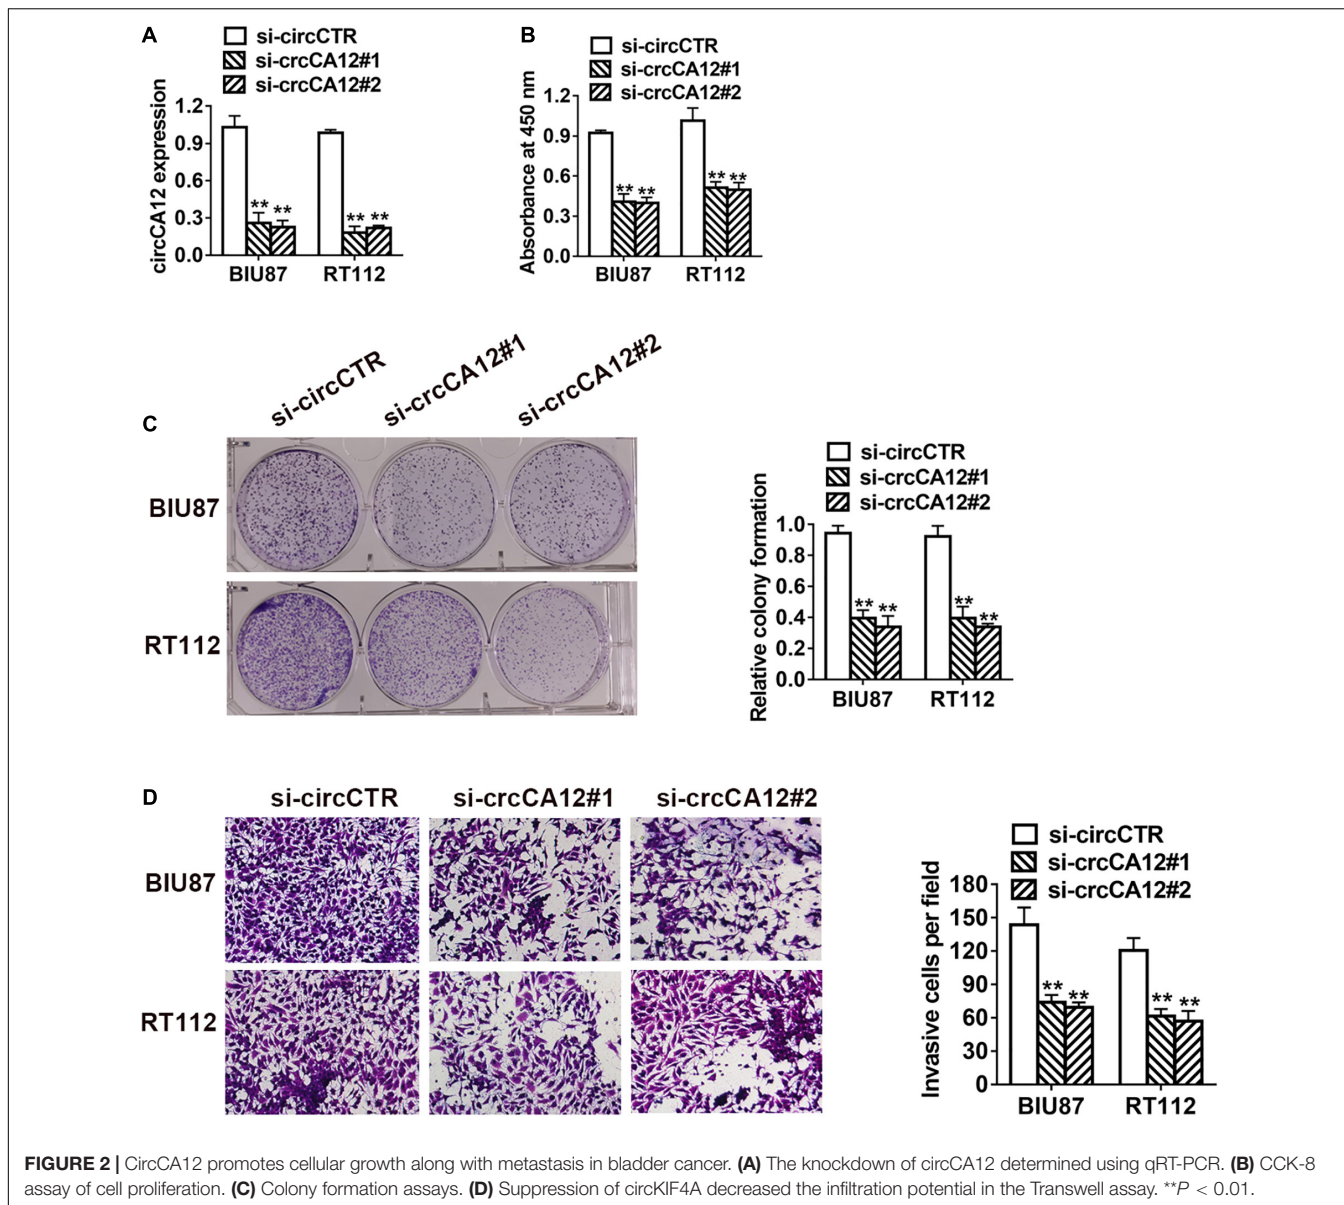 A
si-circCTR
si-crcCA12#1
si-crcCA12#2
circCA12 expression
1.2
0.9
0.6
0.3
0.0
** **
** **
BIU87 RT112
B
si-circCTR
si-crcCA12#1
si-crcCA12#2
Absorbance at 450 nm
1.2
0.9
0.6
0.3
0.0
** **
** **
BIU87 RT112
C
si-circCTR si-crcCA12#1 si-crcCA12#2
BIU87
RT112
si-circCTR
si-crcCA12#1
si-crcCA12#2
Relative colony formation
1.0
0.8
0.6
0.4
0.2
0.0
** **
** **
BIU87 RT112
D
si-circCTR si-crcCA12#1 si-crcCA12#2
BIU87
RT112
si-circCTR
si-crcCA12#1
si-crcCA12#2
Invasive cells per field
180
150
120
90
60
30
0
** **
** **
BIU87 RT112
FIGURE 2 | CircCA12 promotes cellular growth along with metastasis in bladder cancer. (A) The knockdown of circCA12 determined using qRT-PCR. (B) CCK-8
assay of cell proliferation. (C) Colony formation assays. (D) Suppression of circKIF4A decreased the infiltration potential in the Transwell assay. **P < 0.01.